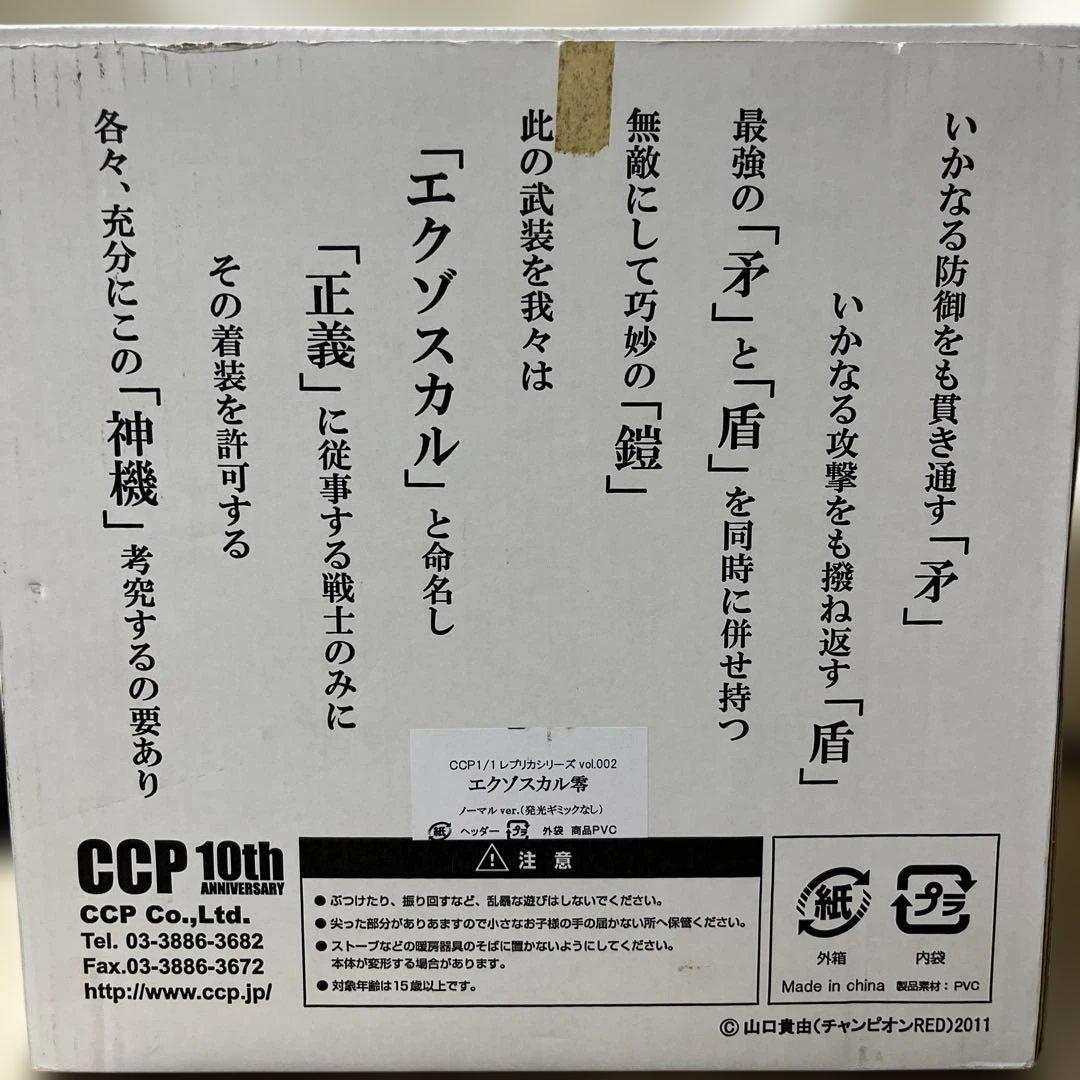 いかなる防御をも貫き通す「矛」
いかなる攻撃をも撥ね返す「盾」
最強の「矛」と「盾」を同時に併せ持つ
無敵にして巧妙の「鎧」
此の武装を我々は
「エクゾスカル」と命名し
「正義」に従事する戦士のみに
その着装を許可する
各々、充分にこの「神機」考究するの要あり
CCP1/1レプリカシリーズ vol.002
エクゾスカル零
ノーマル ver.(発光ギミックなし)
紙 ヘッダー プラ 外袋 商品PVC
CCP 10th
ANNIVERSARY
CCP Co.,Ltd.
Tel. 03-3886-3682
Fax.03-3886-3672
http://www.ccp.jp/
注意
●ぶつけたり、振り回すなど、乱暴な遊びはしないでください。
●尖った部分がありあますので小さなお子様の手の届かない所へ保管ください。
●ストーブなどの暖房器具のそばに置かないようにしてください。
本体が変形する場合があります。
●対象年齢は15歳以上です。
紙 プラ
外箱 内袋
Made in china 製品素材：PVC
©山口貴由(チャンピオンRED)2011